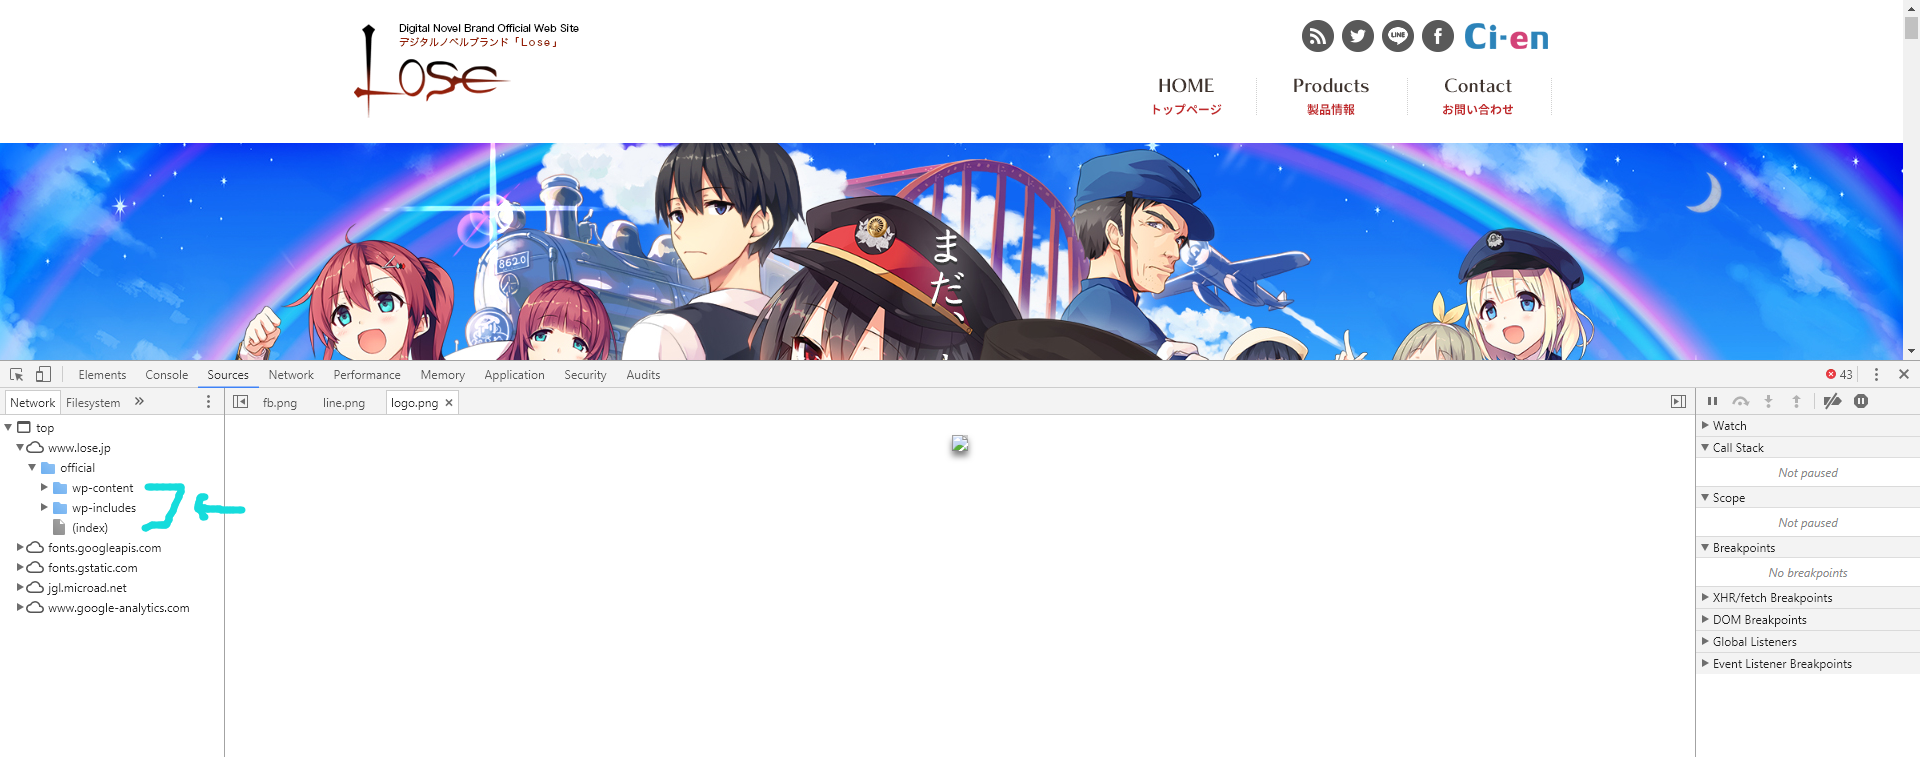 Digital Novel Brand Official Web Site
デジタルノベルブランド「Lose」
Lose
Ci-en
HOME
トップページ
Products
製品情報
Contact
お問い合わせ
8620
まだ、
Elements Console Sources Network Performance Memory Application Security Audits 43
Network Filesystem » fb.png line.png logo.png
top
www.lose.jp
official
wp-content
wp-includes
(index)
fonts.googleapis.com
fonts.gstatic.com
jgl.microad.net
www.google-analytics.com
Watch
Call Stack
Not paused
Scope
Not paused
Breakpoints
No breakpoints
XHR/fetch Breakpoints
DOM Breakpoints
Global Listeners
Event Listener Breakpoints